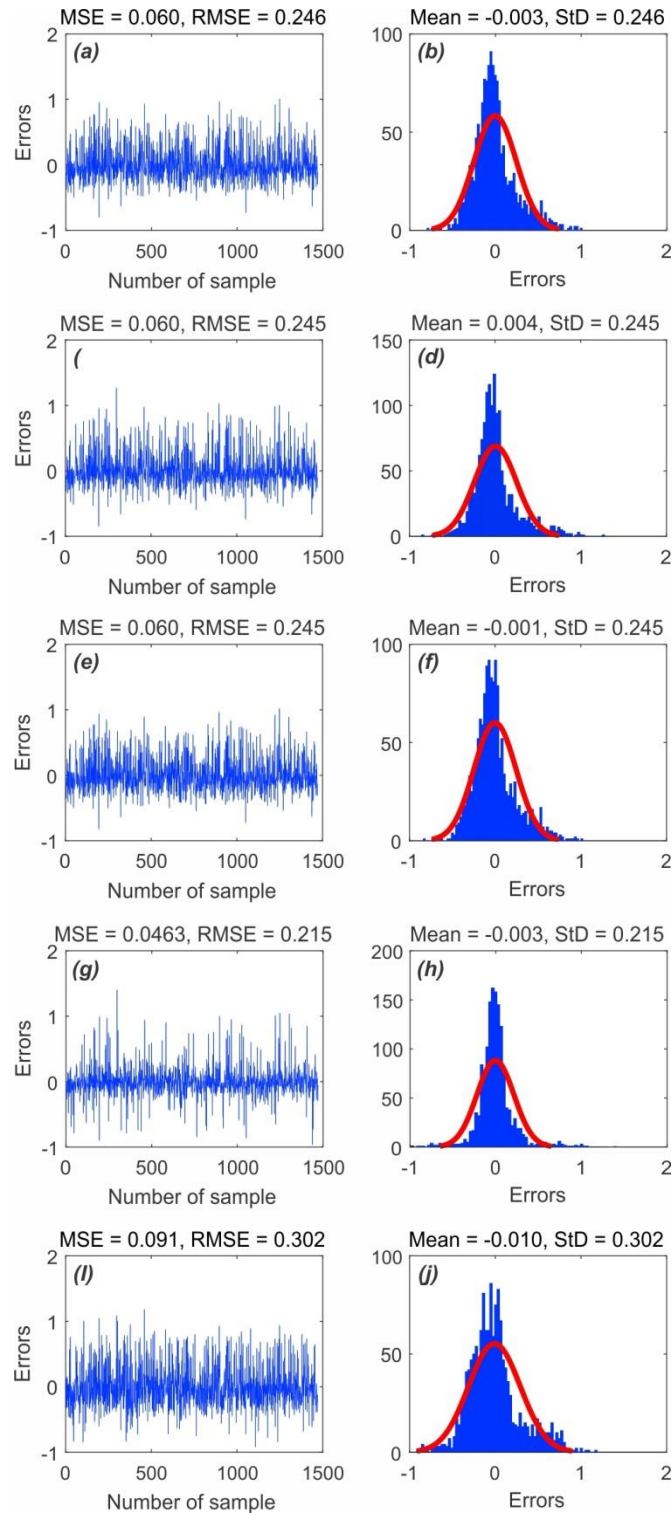 MSE = 0.060, RMSE = 0.246
(a)
2
1
0
-1
Errors
0 500 1000 1500
Number of sample
Mean = -0.003, StD = 0.246
(b)
100
50
0
-1 0 1 2
Errors
MSE = 0.060, RMSE = 0.245
(
2
1
0
-1
Errors
0 500 1000 1500
Number of sample
Mean = 0.004, StD = 0.245
(d)
150
100
50
0
-1 0 1 2
Errors
MSE = 0.060, RMSE = 0.245
(e)
2
1
0
-1
Errors
0 500 1000 1500
Number of sample
Mean = -0.001, StD = 0.245
(f)
100
50
0
-1 0 1 2
Errors
MSE = 0.0463, RMSE = 0.215
(g)
2
1
0
-1
Errors
0 500 1000 1500
Number of sample
Mean = -0.003, StD = 0.215
(h)
200
150
100
50
0
-1 0 1 2
Errors
MSE = 0.091, RMSE = 0.302
(I)
2
1
0
-1
Errors
0 500 1000 1500
Number of sample
Mean = -0.010, StD = 0.302
(j)
100
50
0
-1 0 1 2
Errors